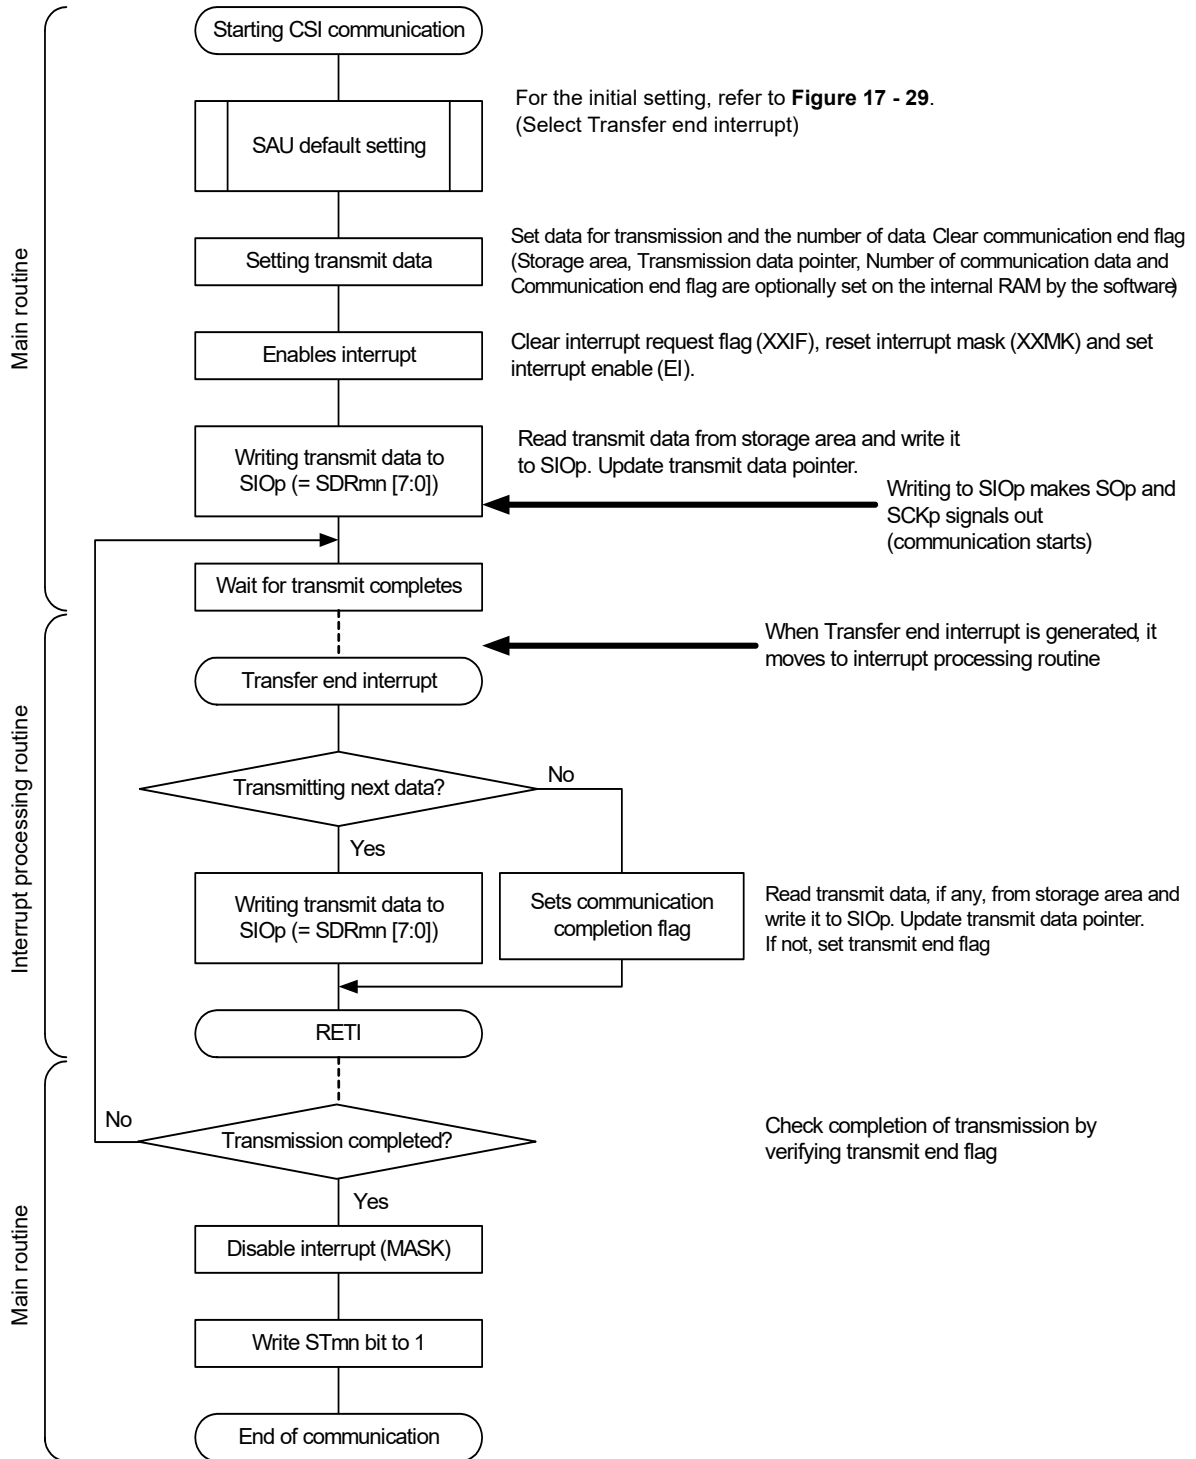 Starting CSI communication
For the initial setting, refer to Figure 17 - 29.
(Select Transfer end interrupt)
SAU default setting
Set data for transmission and the number of data. Clear communication end flag
(Storage area, Transmission data pointer, Number of communication data and
Communication end flag are optionally set on the internal RAM by the software)
Setting transmit data
Main routine
Clear interrupt request flag (XXIF), reset interrupt mask (XXMK) and set
interrupt enable (EI).
Enables interrupt
Read transmit data from storage area and write it
to SIOp. Update transmit data pointer.
Writing transmit data to
SIOp (= SDRmn [7:0])
Writing to SIOp makes SOp and
SCKp signals out
(communication starts)
Wait for transmit completes
When Transfer end interrupt is generated, it
moves to interrupt processing routine
Transfer end interrupt
Transmitting next data?
No
Yes
Interrupt processing routine
Writing transmit data to
SIOp (= SDRmn [7:0])
Sets communication
completion flag
Read transmit data, if any, from storage area and
write it to SIOp. Update transmit data pointer.
If not, set transmit end flag
RETI
No
Transmission completed?
Check completion of transmission by
verifying transmit end flag
Yes
Main routine
Disable interrupt (MASK)
Write STmn bit to 1
End of communication